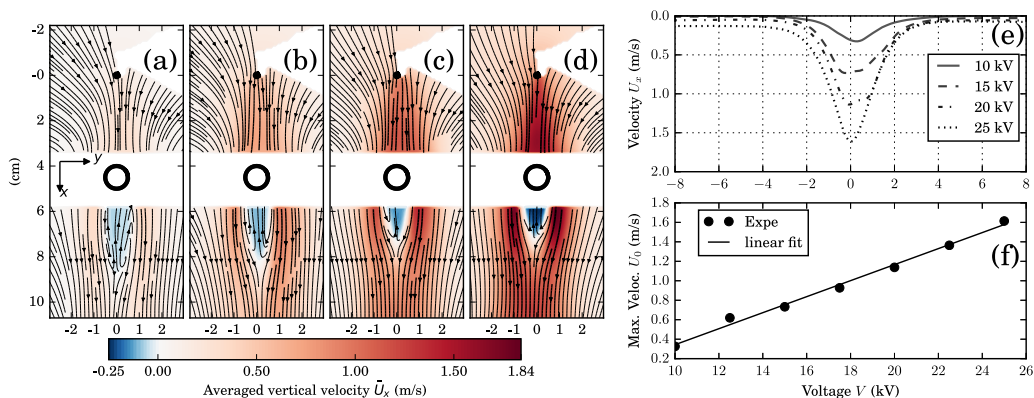 -2
-0
2
4
6
8
10
(cm)
(a)
(b)
(c)
(d)
y
x
-2 -1 0 1 2
-2 -1 0 1 2
-2 -1 0 1 2
-2 -1 0 1 2
-0.25 0.00 0.50 1.00 1.50 1.84
Averaged vertical velocity Ūₓ (m/s)
0.0
0.5
1.0
1.5
2.0
Velocity Uₓ (m/s)
(e)
10 kV
15 kV
20 kV
25 kV
−8 −6 −4 −2 0 2 4 6 8
1.8
1.6
1.4
1.2
1.0
0.8
0.6
0.4
0.2
Max. Veloc. U₀ (m/s)
Expe
linear fit
(f)
10 12 14 16 18 20 22 24 26
Voltage V (kV)